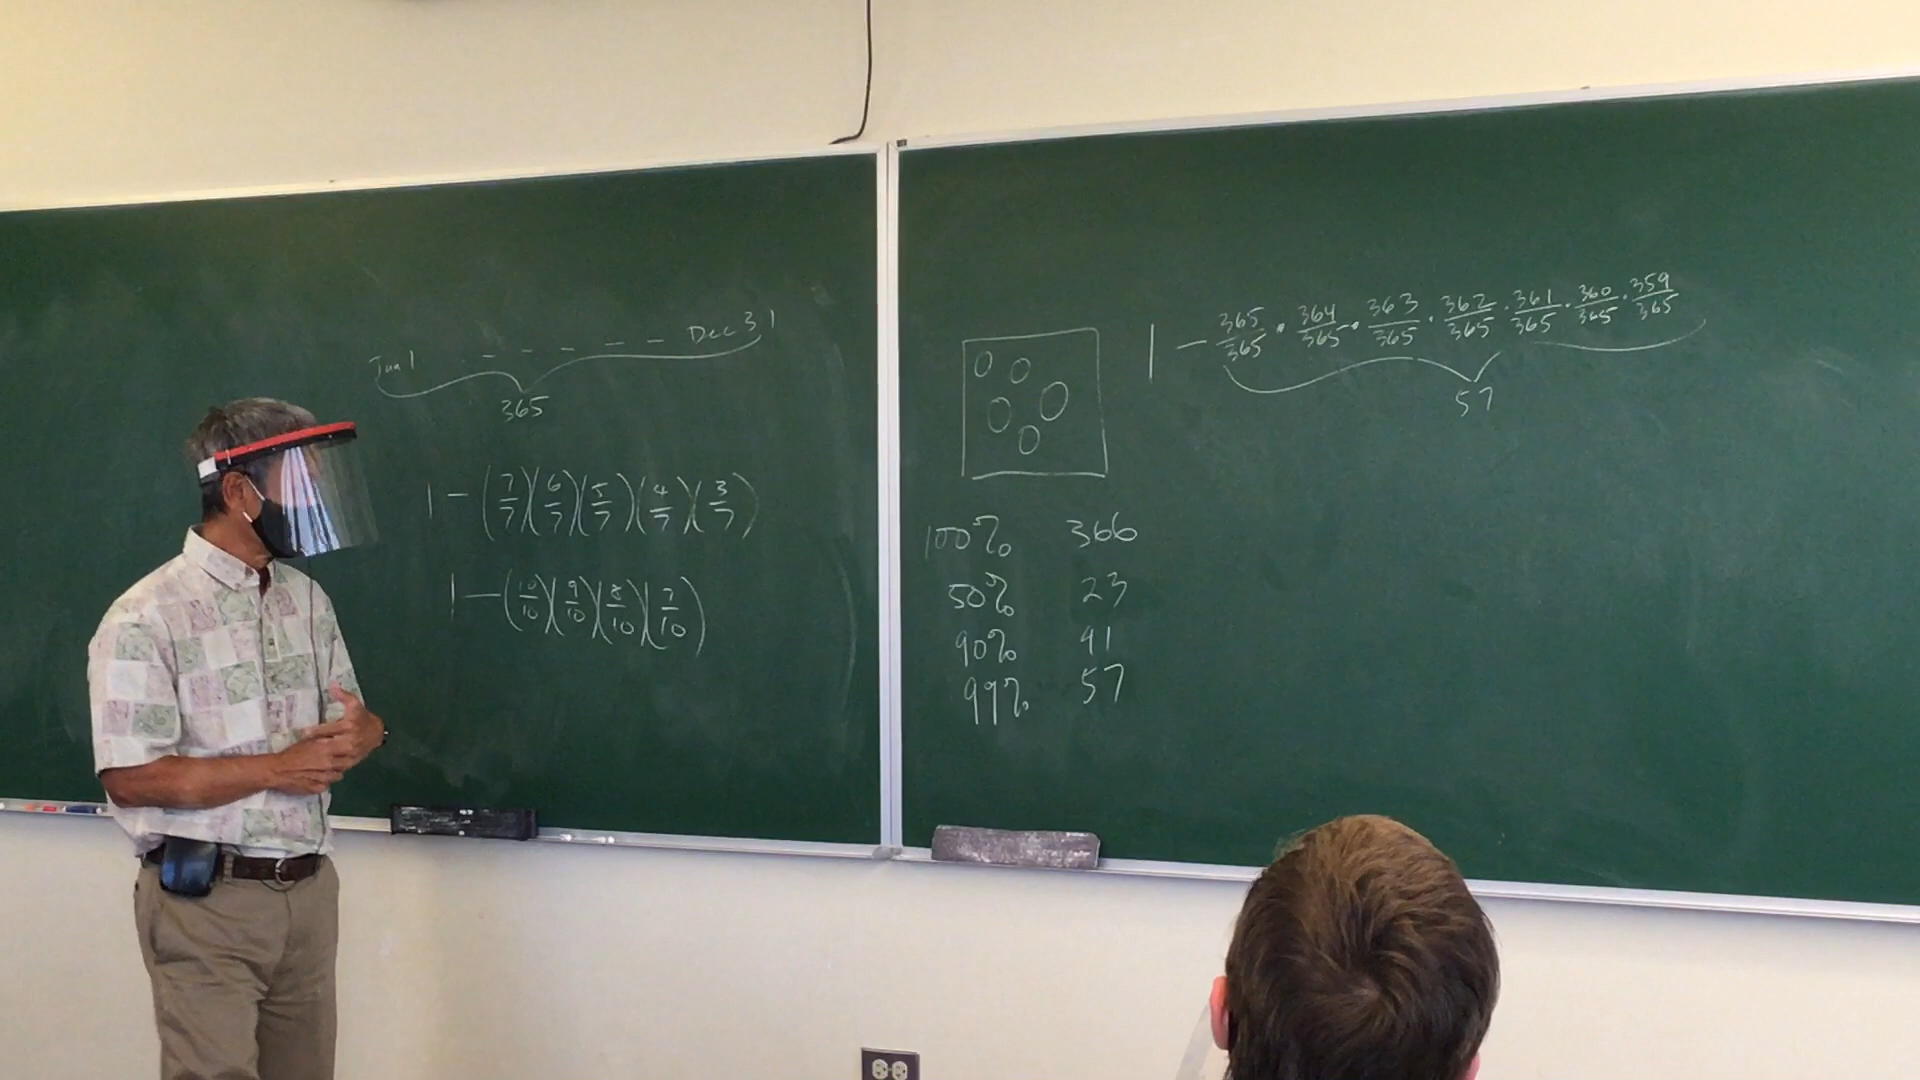 Jan 1 - - - - - - Dec 31
365
1 - (7/7)(6/7)(5/7)(4/7)(3/7)
1 - (10/10)(9/10)(8/10)(7/10)
1 - 365/365 · 364/365 · 363/365 · 362/365 · 361/365 · 360/365 · 359/365
57
100% 366
50% 23
90% 41
99% 57